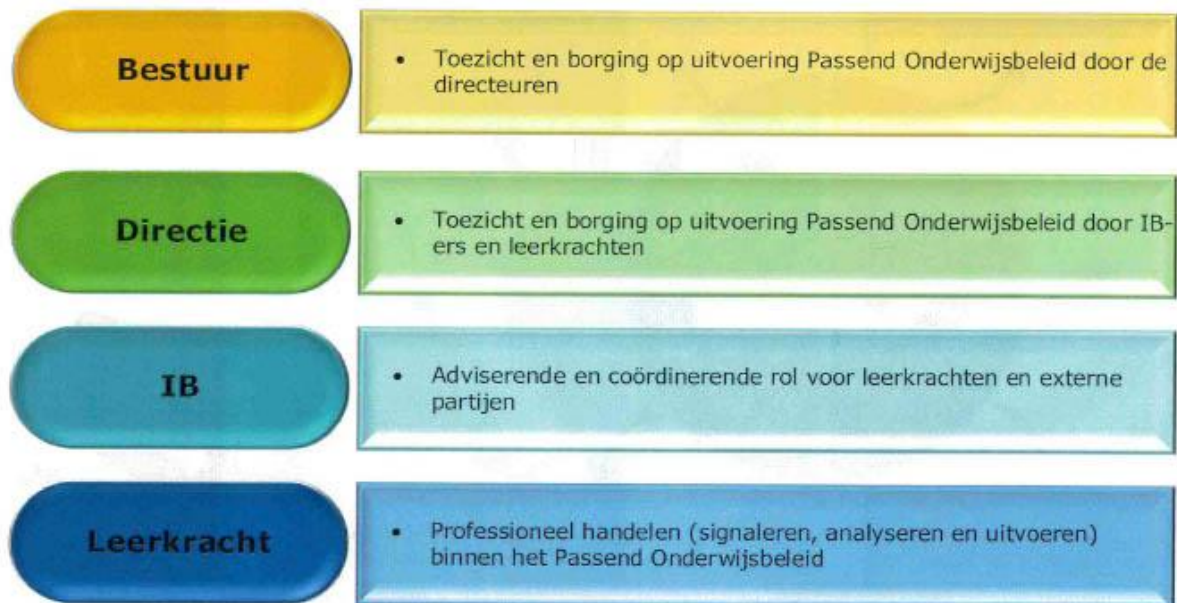 Bestuur
• Toezicht en borging op uitvoering Passend Onderwijsbeleid door de
directeuren
Directie
• Toezicht en borging op uitvoering Passend Onderwijsbeleid door IB-
ers en leerkrachten
IB
• Adviserende en coördinerende rol voor leerkrachten en externe
partijen
Leerkracht
• Professioneel handelen (signaleren, analyseren en uitvoeren)
binnen het Passend Onderwijsbeleid